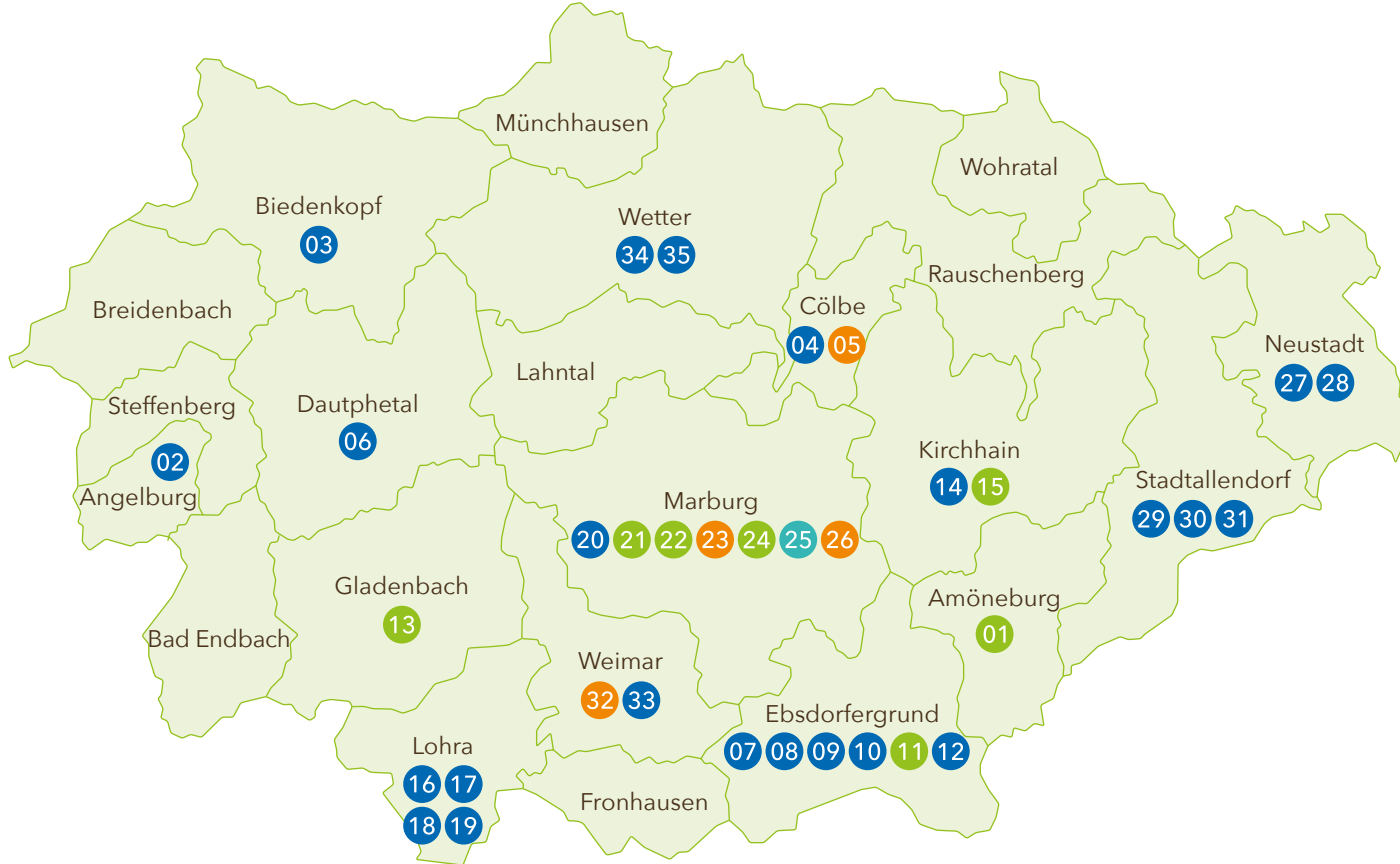 Münchhausen
Wohratal
Biedenkopf
03
Wetter
34 35
Rauschenberg
Breidenbach
Cölbe
04 05
Neustadt
27 28
Lahntal
Steffenberg
Dautphetal
06
02
Angelburg
Kirchhain
14 15
Stadtallendorf
29 30 31
Marburg
20 21 22 23 24 25 26
Gladenbach
13
Amöneburg
01
Bad Endbach
Weimar
32 33
Ebsdorfergrund
07 08 09 10 11 12
Lohra
16 17
18 19
Fronhausen